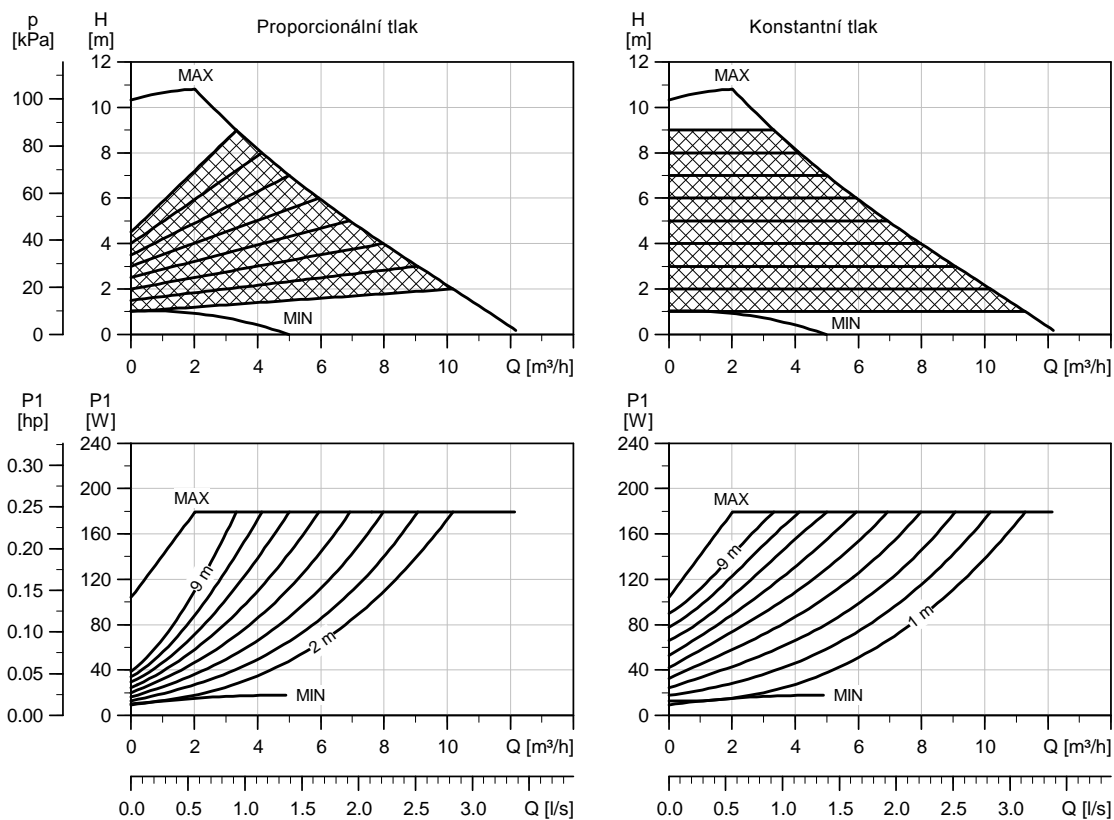 p
[kPa]
H
[m]
Proporcionální tlak
12
10
8
6
4
2
0
100
80
60
40
20
0
MAX
MIN
0 2 4 6 8 10 Q [m³/h]
H
[m]
Konstantní tlak
12
10
8
6
4
2
0
MAX
MIN
0 2 4 6 8 10 Q [m³/h]
P1
[hp]
P1
[W]
0.30
0.25
0.20
0.15
0.10
0.05
0.00
240
200
160
120
80
40
0
MAX
9 m
2 m
MIN
0 2 4 6 8 10 Q [m³/h]
0.0 0.5 1.0 1.5 2.0 2.5 3.0 Q [l/s]
P1
[W]
240
200
160
120
80
40
0
MAX
9 m
1 m
MIN
0 2 4 6 8 10 Q [m³/h]
0.0 0.5 1.0 1.5 2.0 2.5 3.0 Q [l/s]